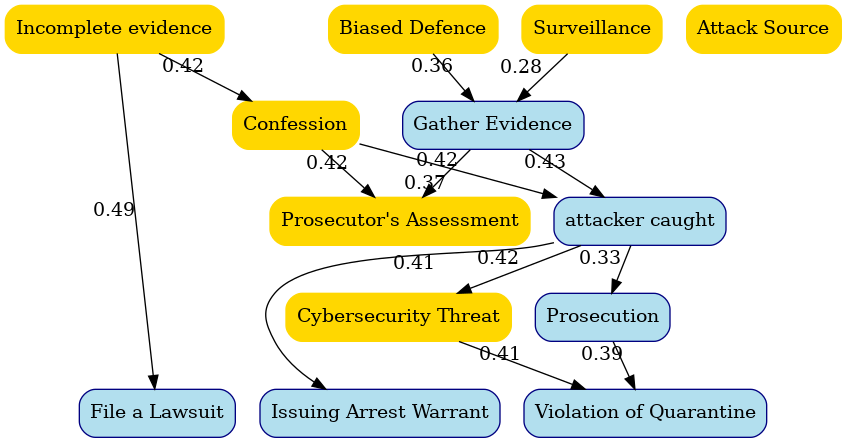 Incomplete evidence
Biased Defence
Surveillance
Attack Source
0.42
0.36
0.28
Confession
Gather Evidence
0.42
0.42
0.43
0.37
0.49
Prosecutor's Assessment
attacker caught
0.41
0.42
0.33
Cybersecurity Threat
Prosecution
0.41
0.39
File a Lawsuit
Issuing Arrest Warrant
Violation of Quarantine